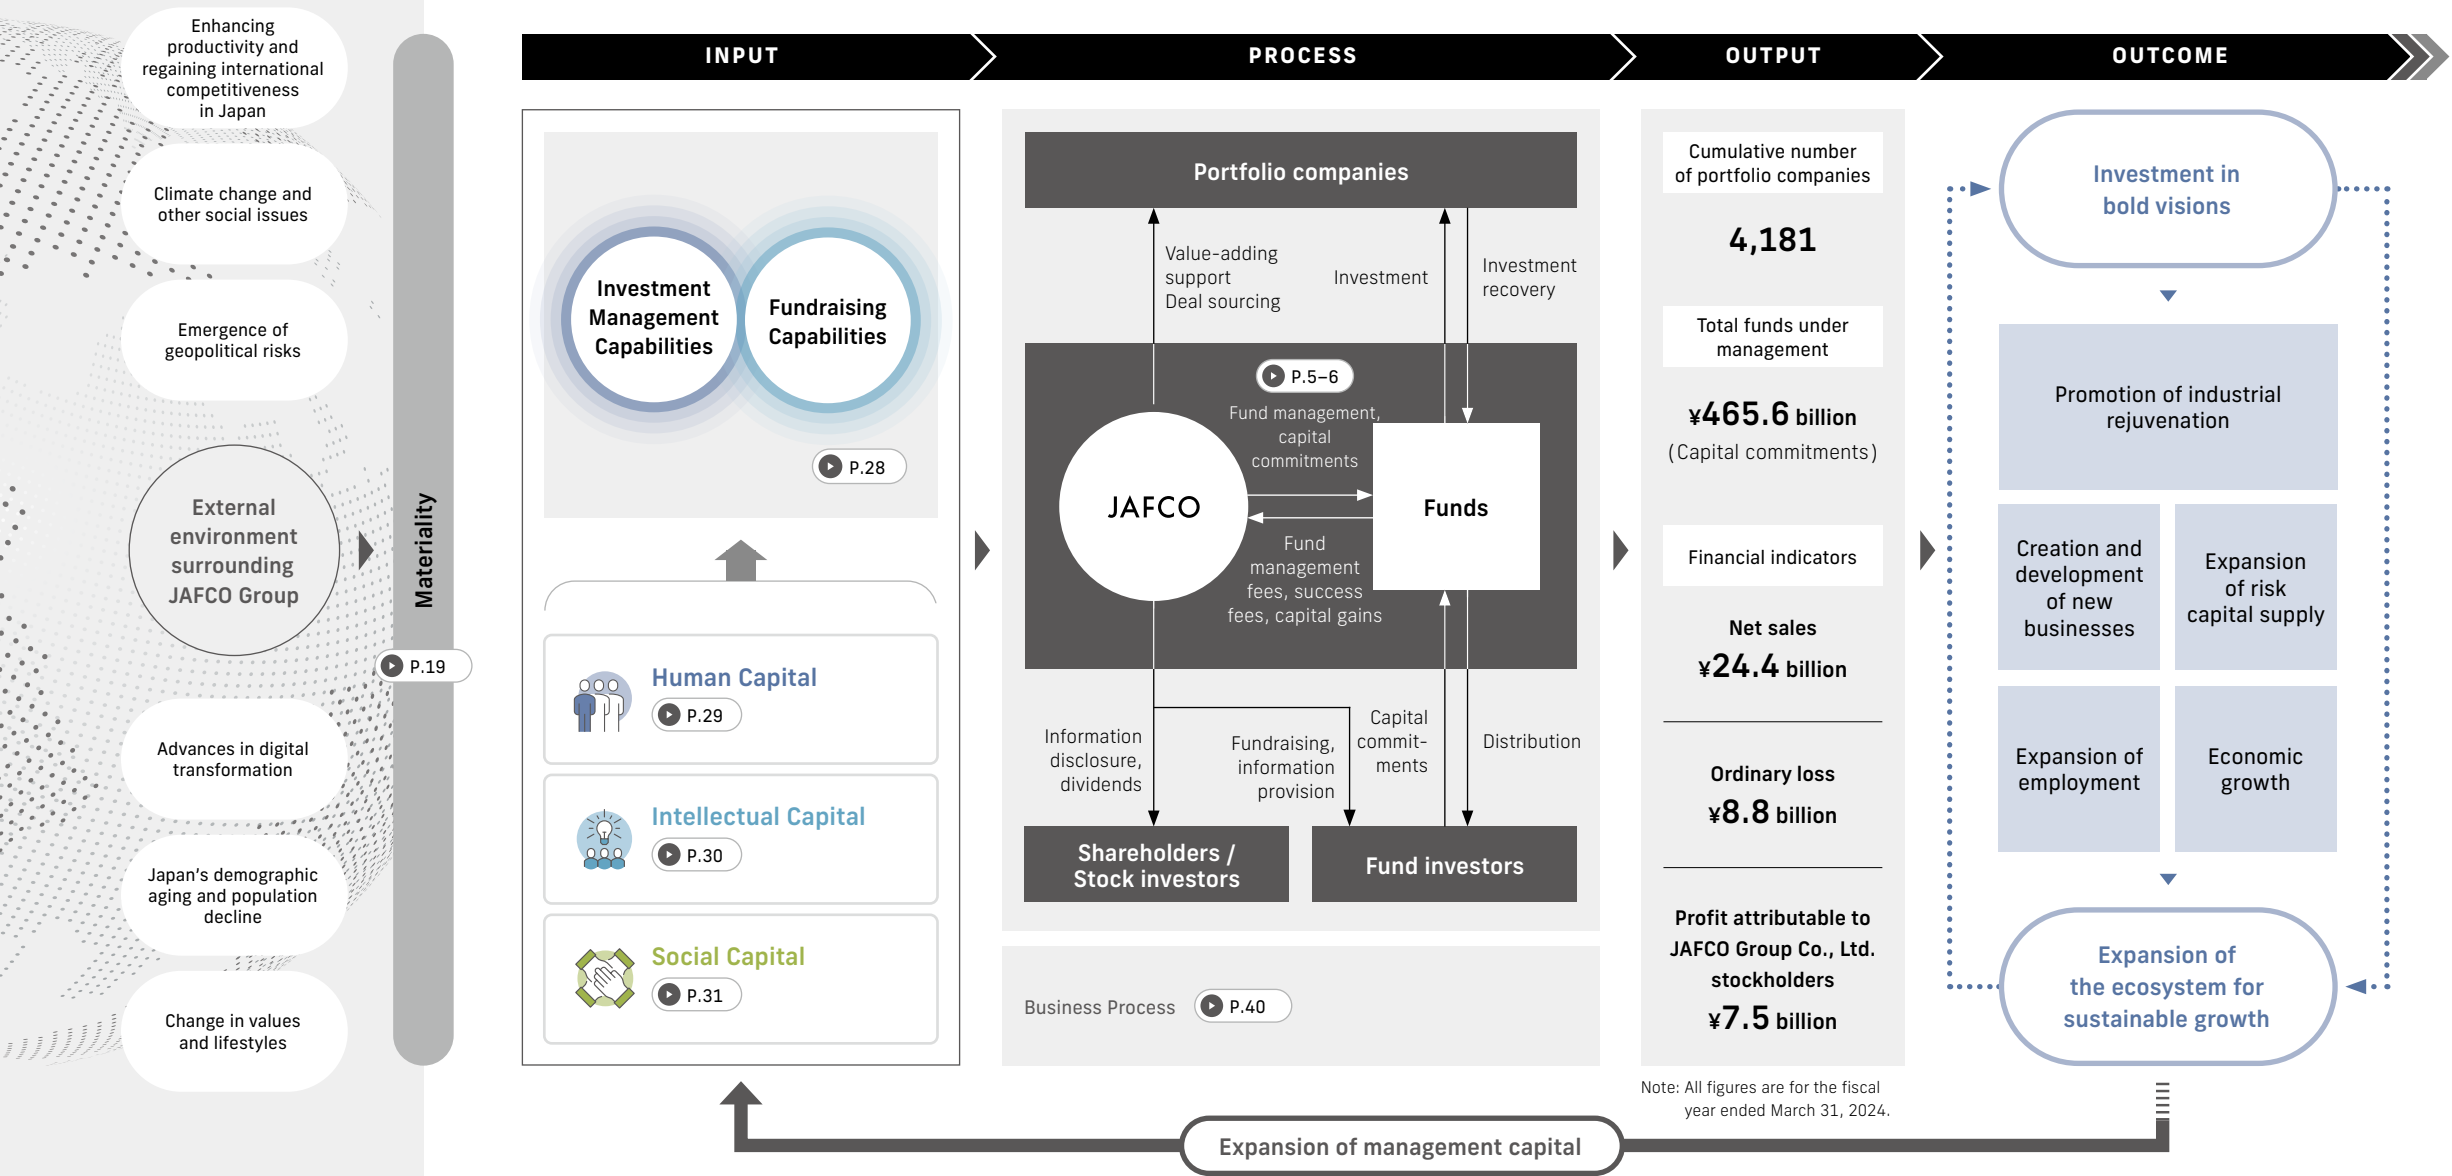 Enhancing
productivity and
regaining international
competitiveness
in Japan
Climate change and
other social issues
Emergence of
geopolitical risks
External
environment
surrounding
JAFCO Group
Advances in digital
transformation
Japan's demographic
aging and population
decline
Change in values
and lifestyles
Materiality
P.19
INPUT
Investment
Management
Capabilities
Fundraising
Capabilities
P.28
Human Capital
P.29
Intellectual Capital
P.30
Social Capital
P.31
PROCESS
Portfolio companies
Value-adding
support
Deal sourcing
Investment
Investment
recovery
P.5–6
Fund management,
capital
commitments
JAFCO
Funds
Fund
management
fees, success
fees, capital gains
Information
disclosure,
dividends
Fundraising,
information
provision
Capital
commit-
ments
Distribution
Shareholders /
Stock investors
Fund investors
Business Process
P.40
OUTPUT
Cumulative number
of portfolio companies
4,181
Total funds under
management
¥465.6 billion
(Capital commitments)
Financial indicators
Net sales
¥24.4 billion
Ordinary loss
¥8.8 billion
Profit attributable to
JAFCO Group Co., Ltd.
stockholders
¥7.5 billion
Note: All figures are for the fiscal
year ended March 31, 2024.
OUTCOME
Investment in
bold visions
Promotion of industrial
rejuvenation
Creation and
development
of new
businesses
Expansion
of risk
capital supply
Expansion of
employment
Economic
growth
Expansion of
the ecosystem for
sustainable growth
Expansion of management capital